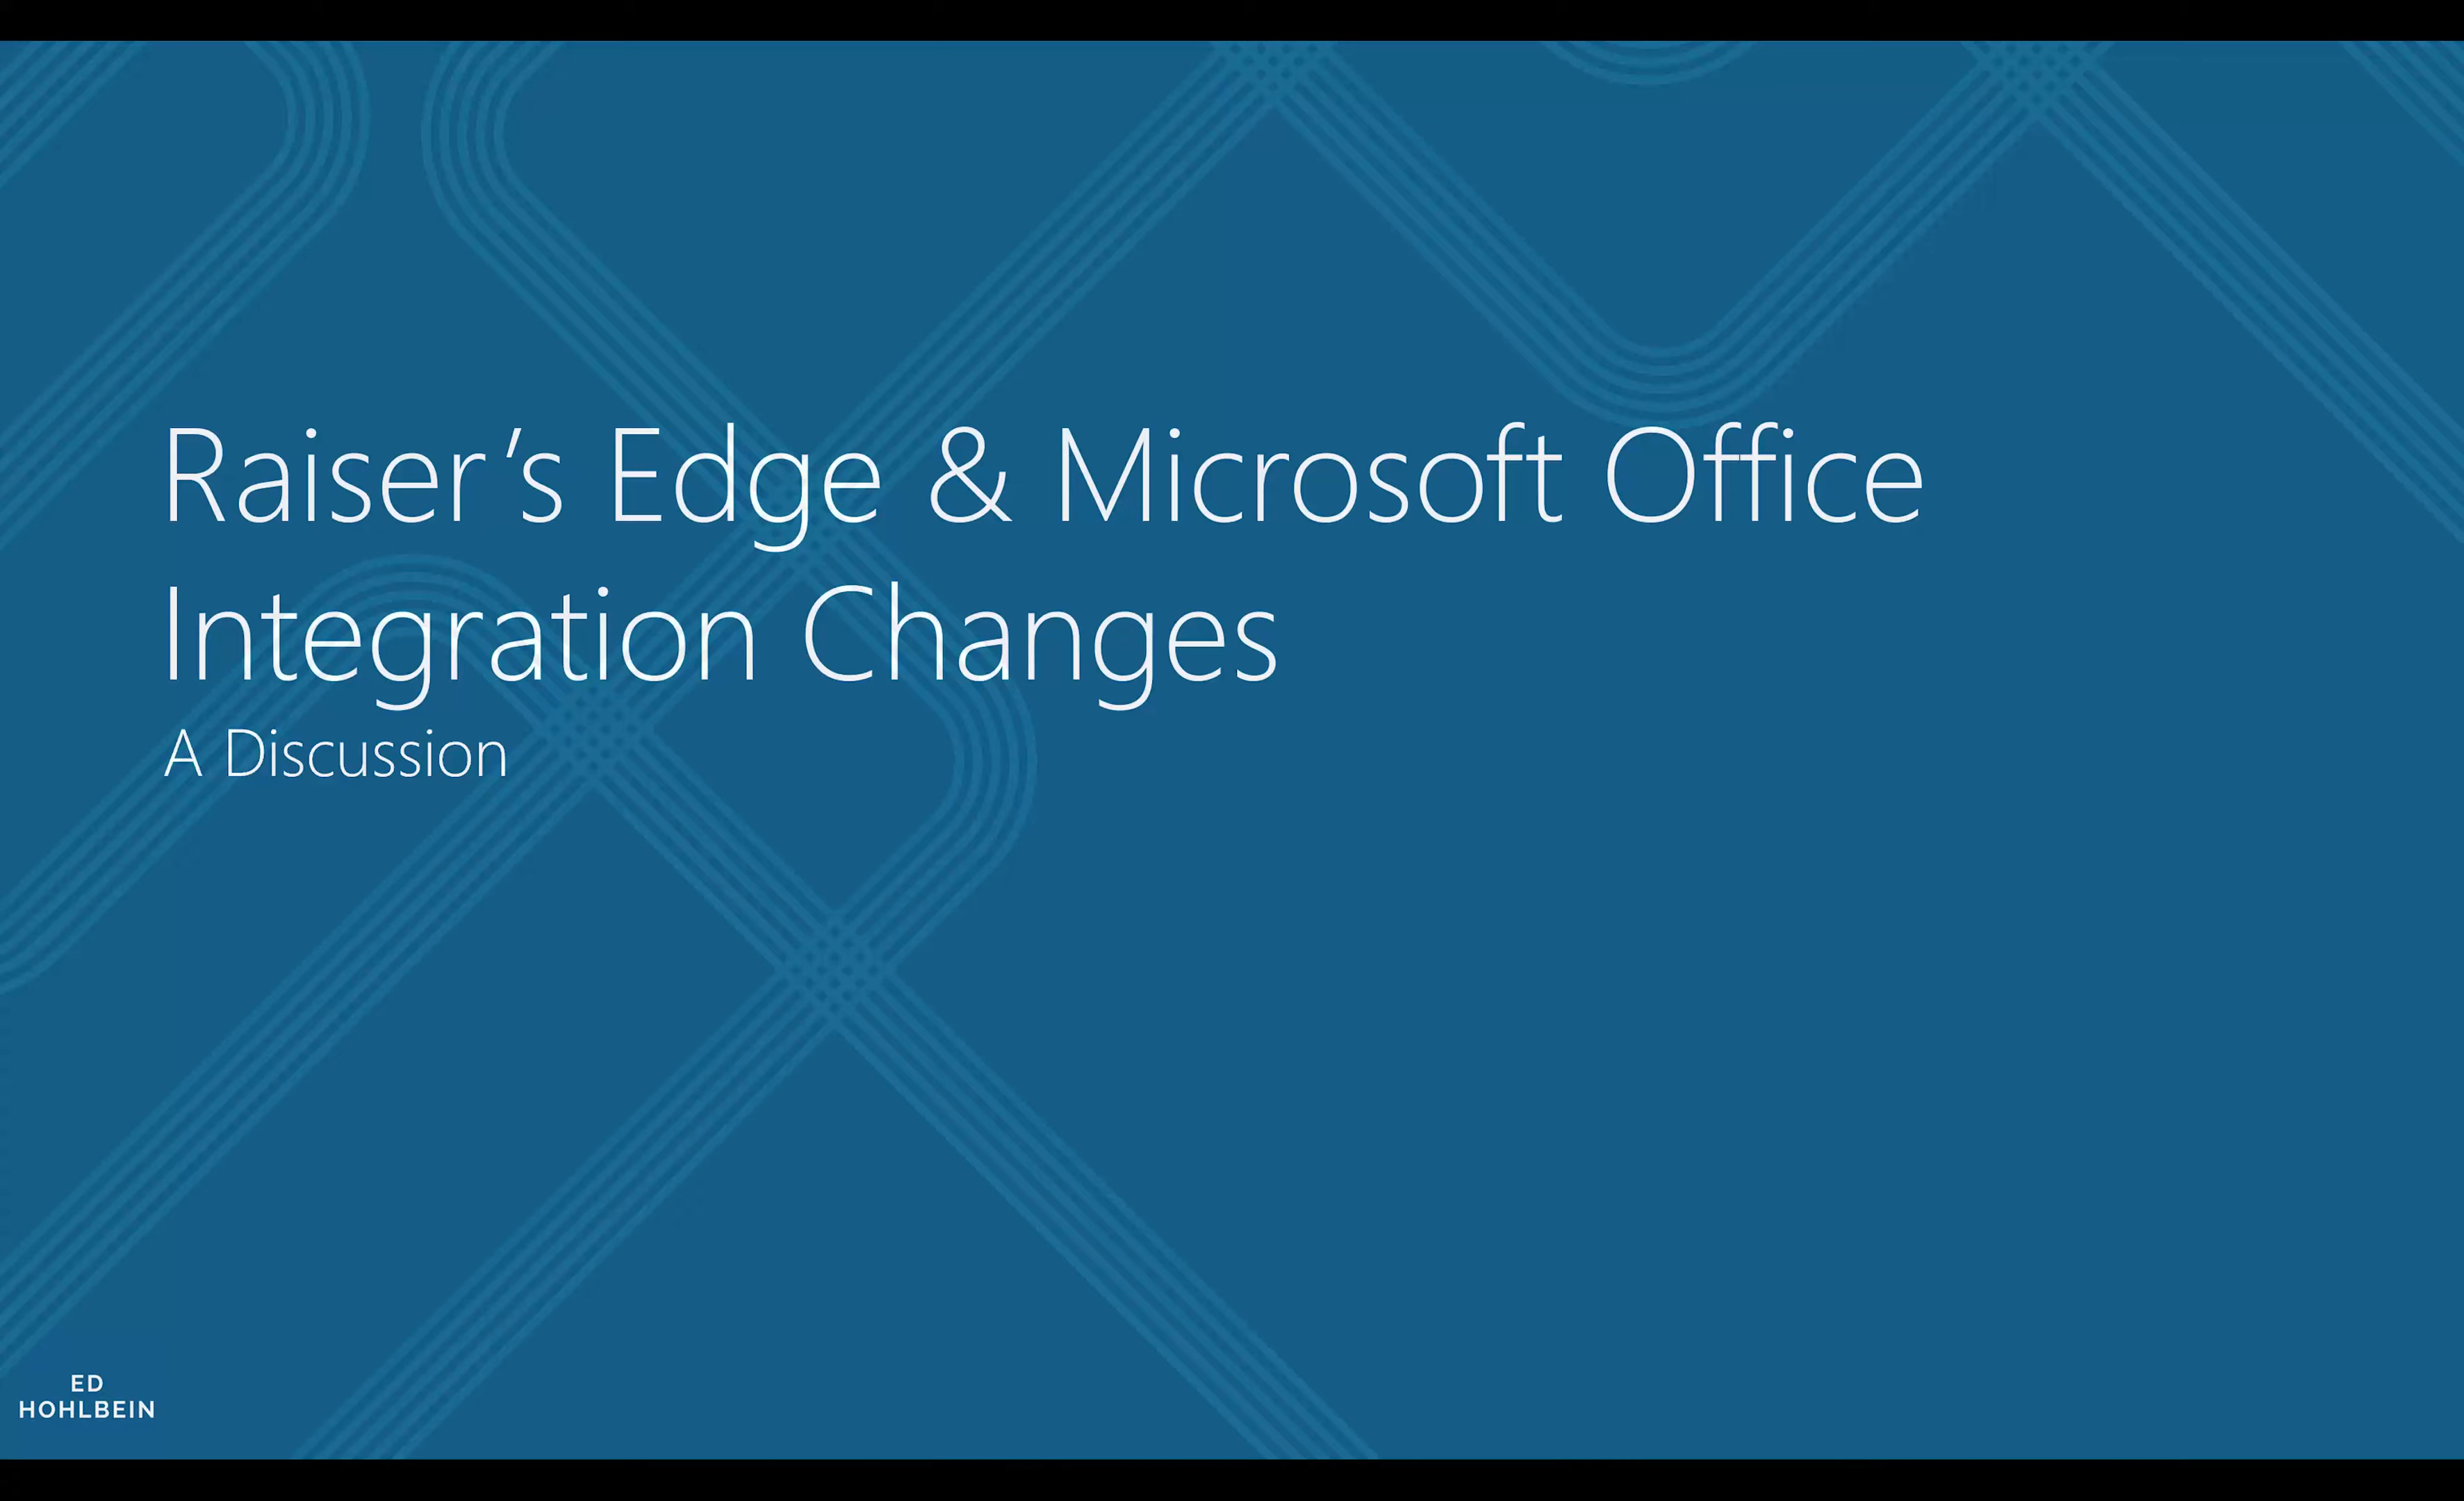 Raiser’s Edge & Microsoft Office
Integration Changes
A Discussion
ED
HOHLBEIN